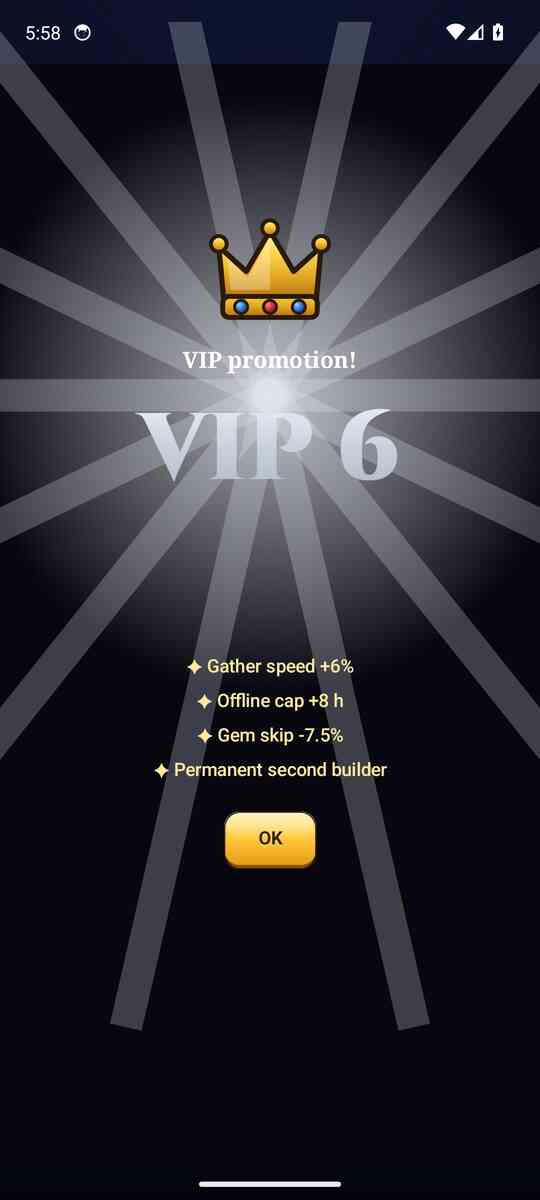 5:58
VIP promotion!
VIP 6
✦ Gather speed +6%
✦ Offline cap +8 h
✦ Gem skip -7.5%
✦ Permanent second builder
OK